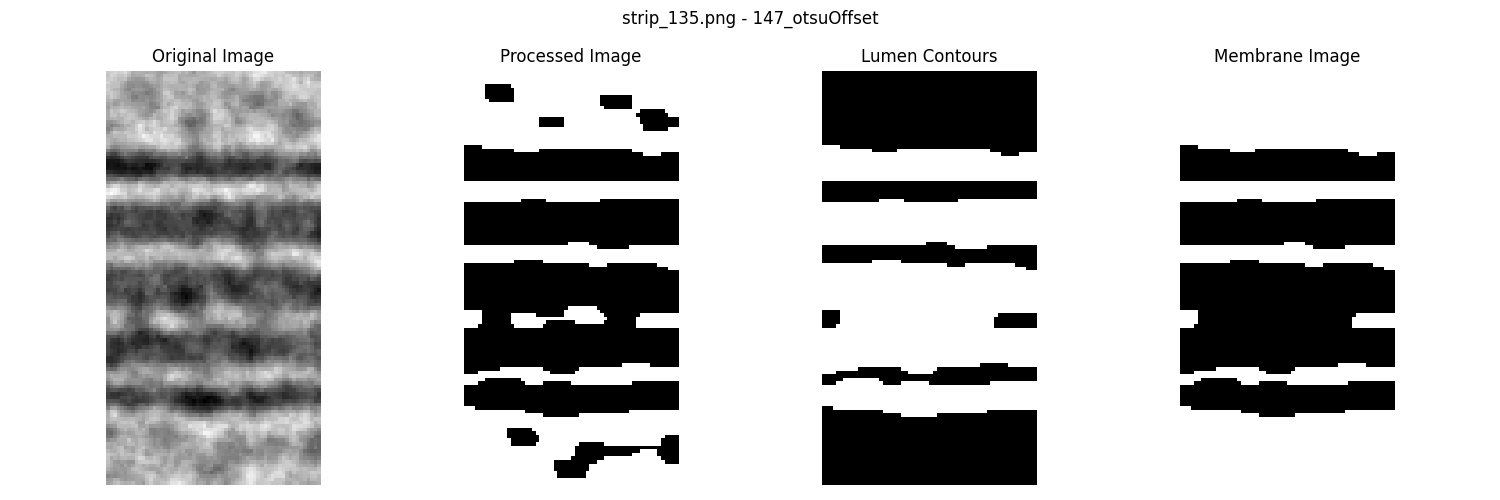 strip_135.png - 147_otsuOffset
Original Image
Processed Image
Lumen Contours
Membrane Image